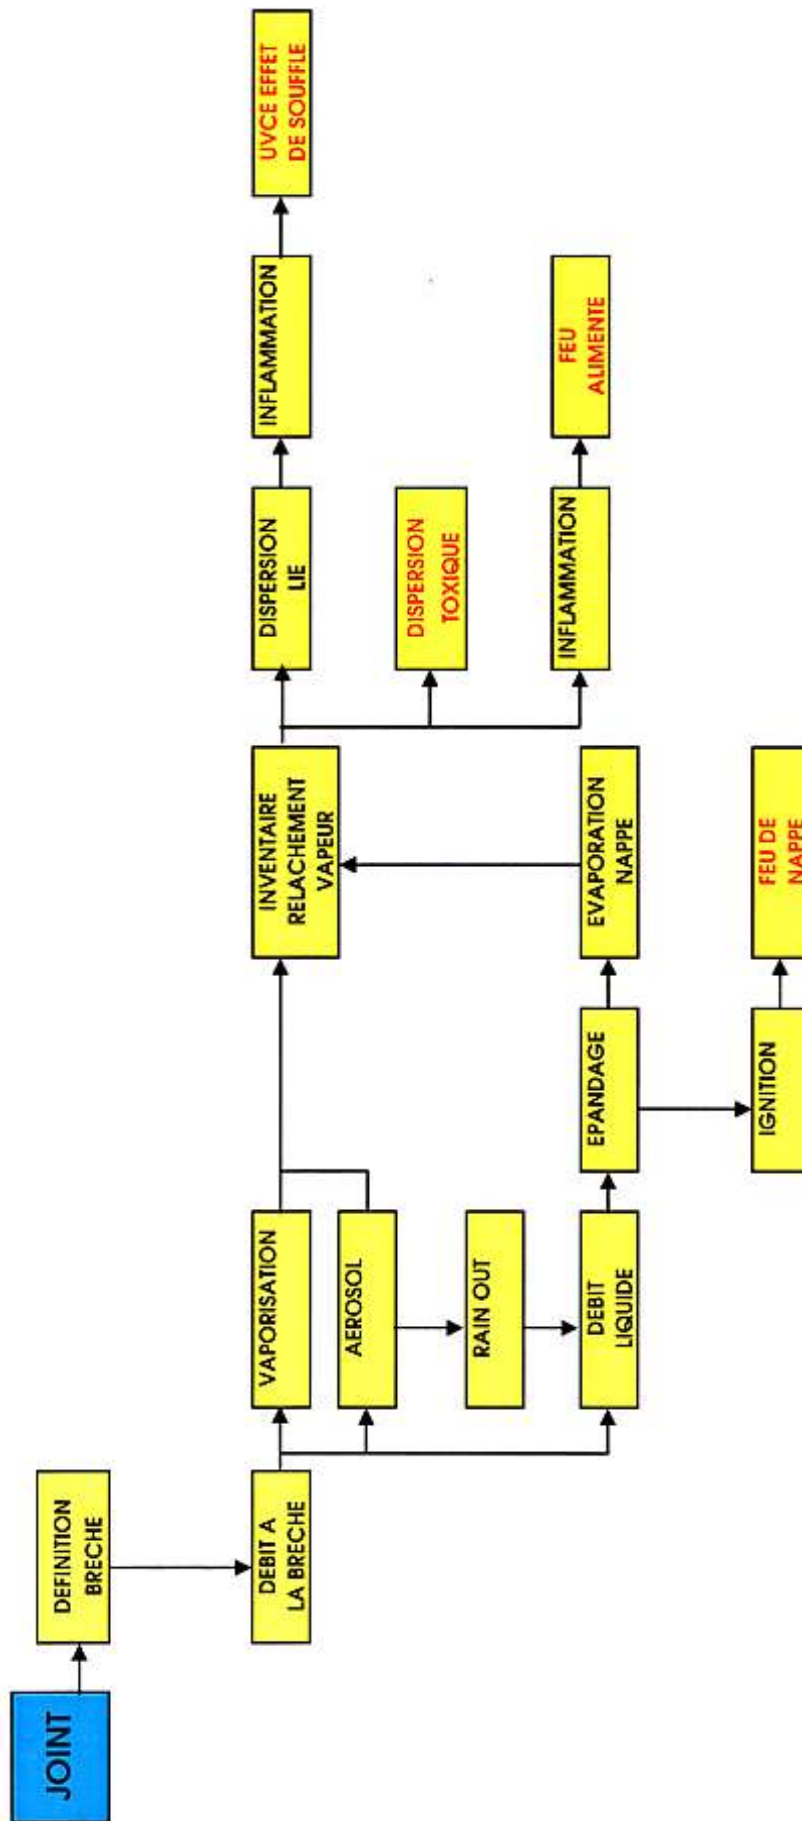 JOINT
DEFINITION
BRECHE
DEBIT A
LA BRECHE
VAPORISATION
AEROSOL
RAIN OUT
DEBIT
LIQUIDE
EPANDAGE
IGNITION
EVAPORATION
NAPPE
FEU DE
NAPPE
INVENTAIRE
RELACHEMENT
VAPEUR
DISPERSION
LIE
DISPERSION
TOXIQUE
INFLAMMATION
INFLAMMATION
FEU
ALIMENTE
UVCE EFFET
DE SOUFFLE